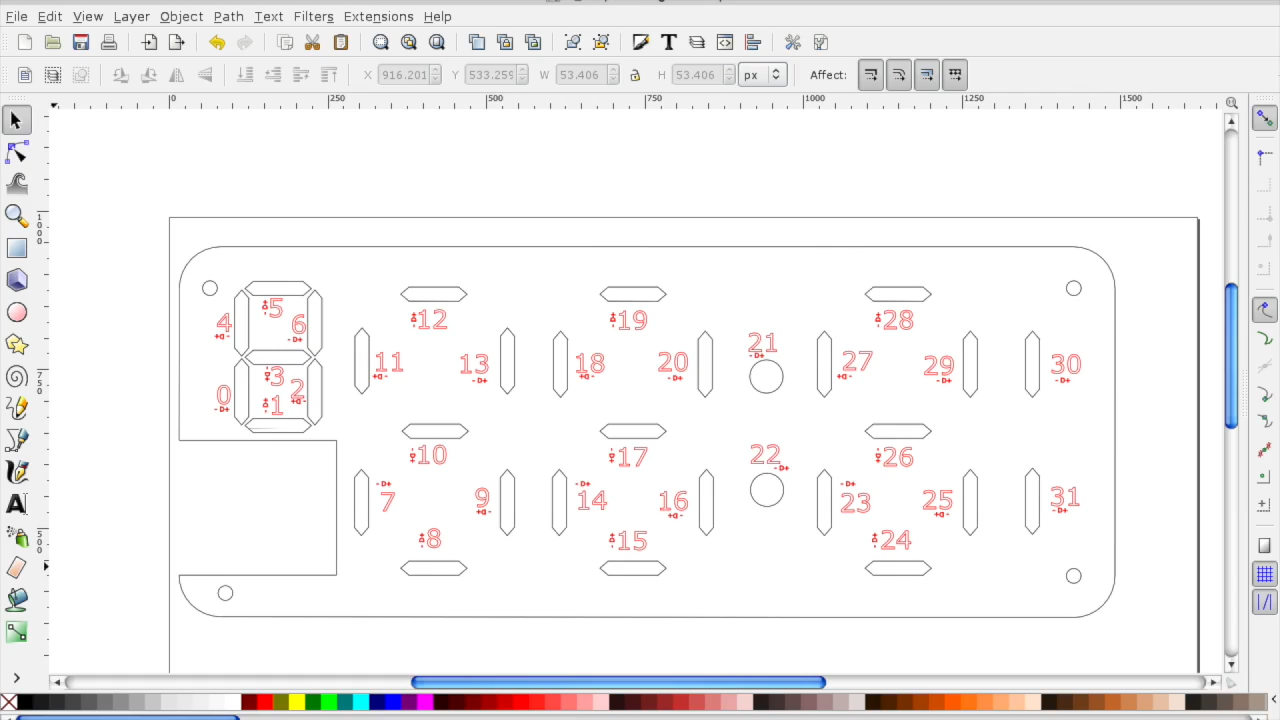 File Edit View Layer Object Path Text Filters Extensions Help
X 916.201 Y 533.259 W 53.406 H 53.406 px Affect:
0 250 500 750 1000 1250 1500
1000
5
4 6
12 19 28
21
11 13 18 20 27 29 30
3 2
0 1
10 17 22 26
7 9 14 16 23 25 31
8 15 24
750
500